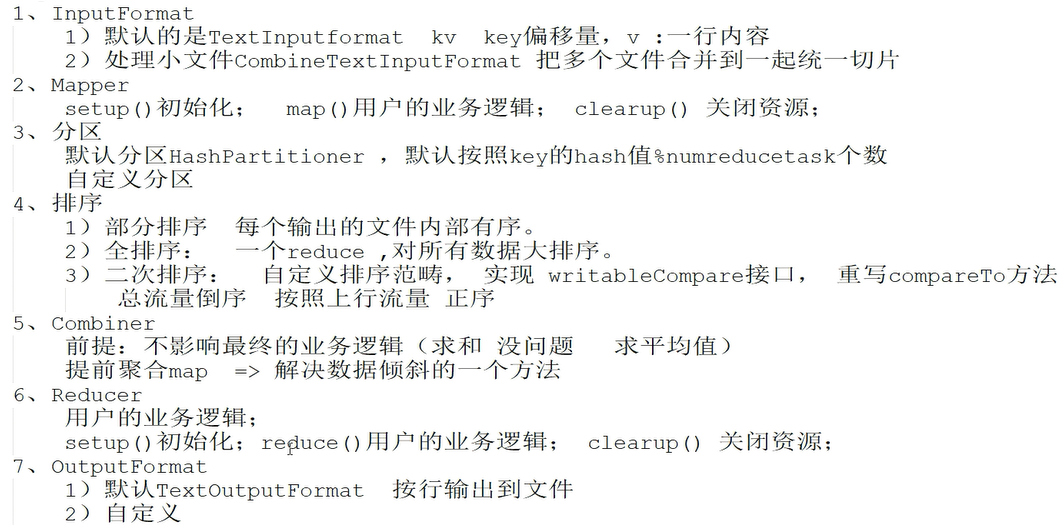 1、InputFormat
1）默认的是TextInputformat kv key偏移量，v :一行内容
2）处理小文件CombineTextInputFormat 把多个文件合并到一起统一切片
2、Mapper
setup()初始化； map()用户的业务逻辑； clearup() 关闭资源；
3、分区
默认分区HashPartitioner ，默认按照key的hash值%numreducetask个数
自定义分区
4、排序
1）部分排序 每个输出的文件内部有序。
2）全排序： 一个reduce ,对所有数据大排序。
3）二次排序： 自定义排序范畴， 实现 writableCompare接口， 重写compareTo方法
总流量倒序 按照上行流量 正序
5、Combiner
前提：不影响最终的业务逻辑（求和 没问题 求平均值）
提前聚合map => 解决数据倾斜的一个方法
6、Reducer
用户的业务逻辑；
setup()初始化；reduce()用户的业务逻辑； clearup() 关闭资源；
7、OutputFormat
1）默认TextOutputFormat 按行输出到文件
2）自定义